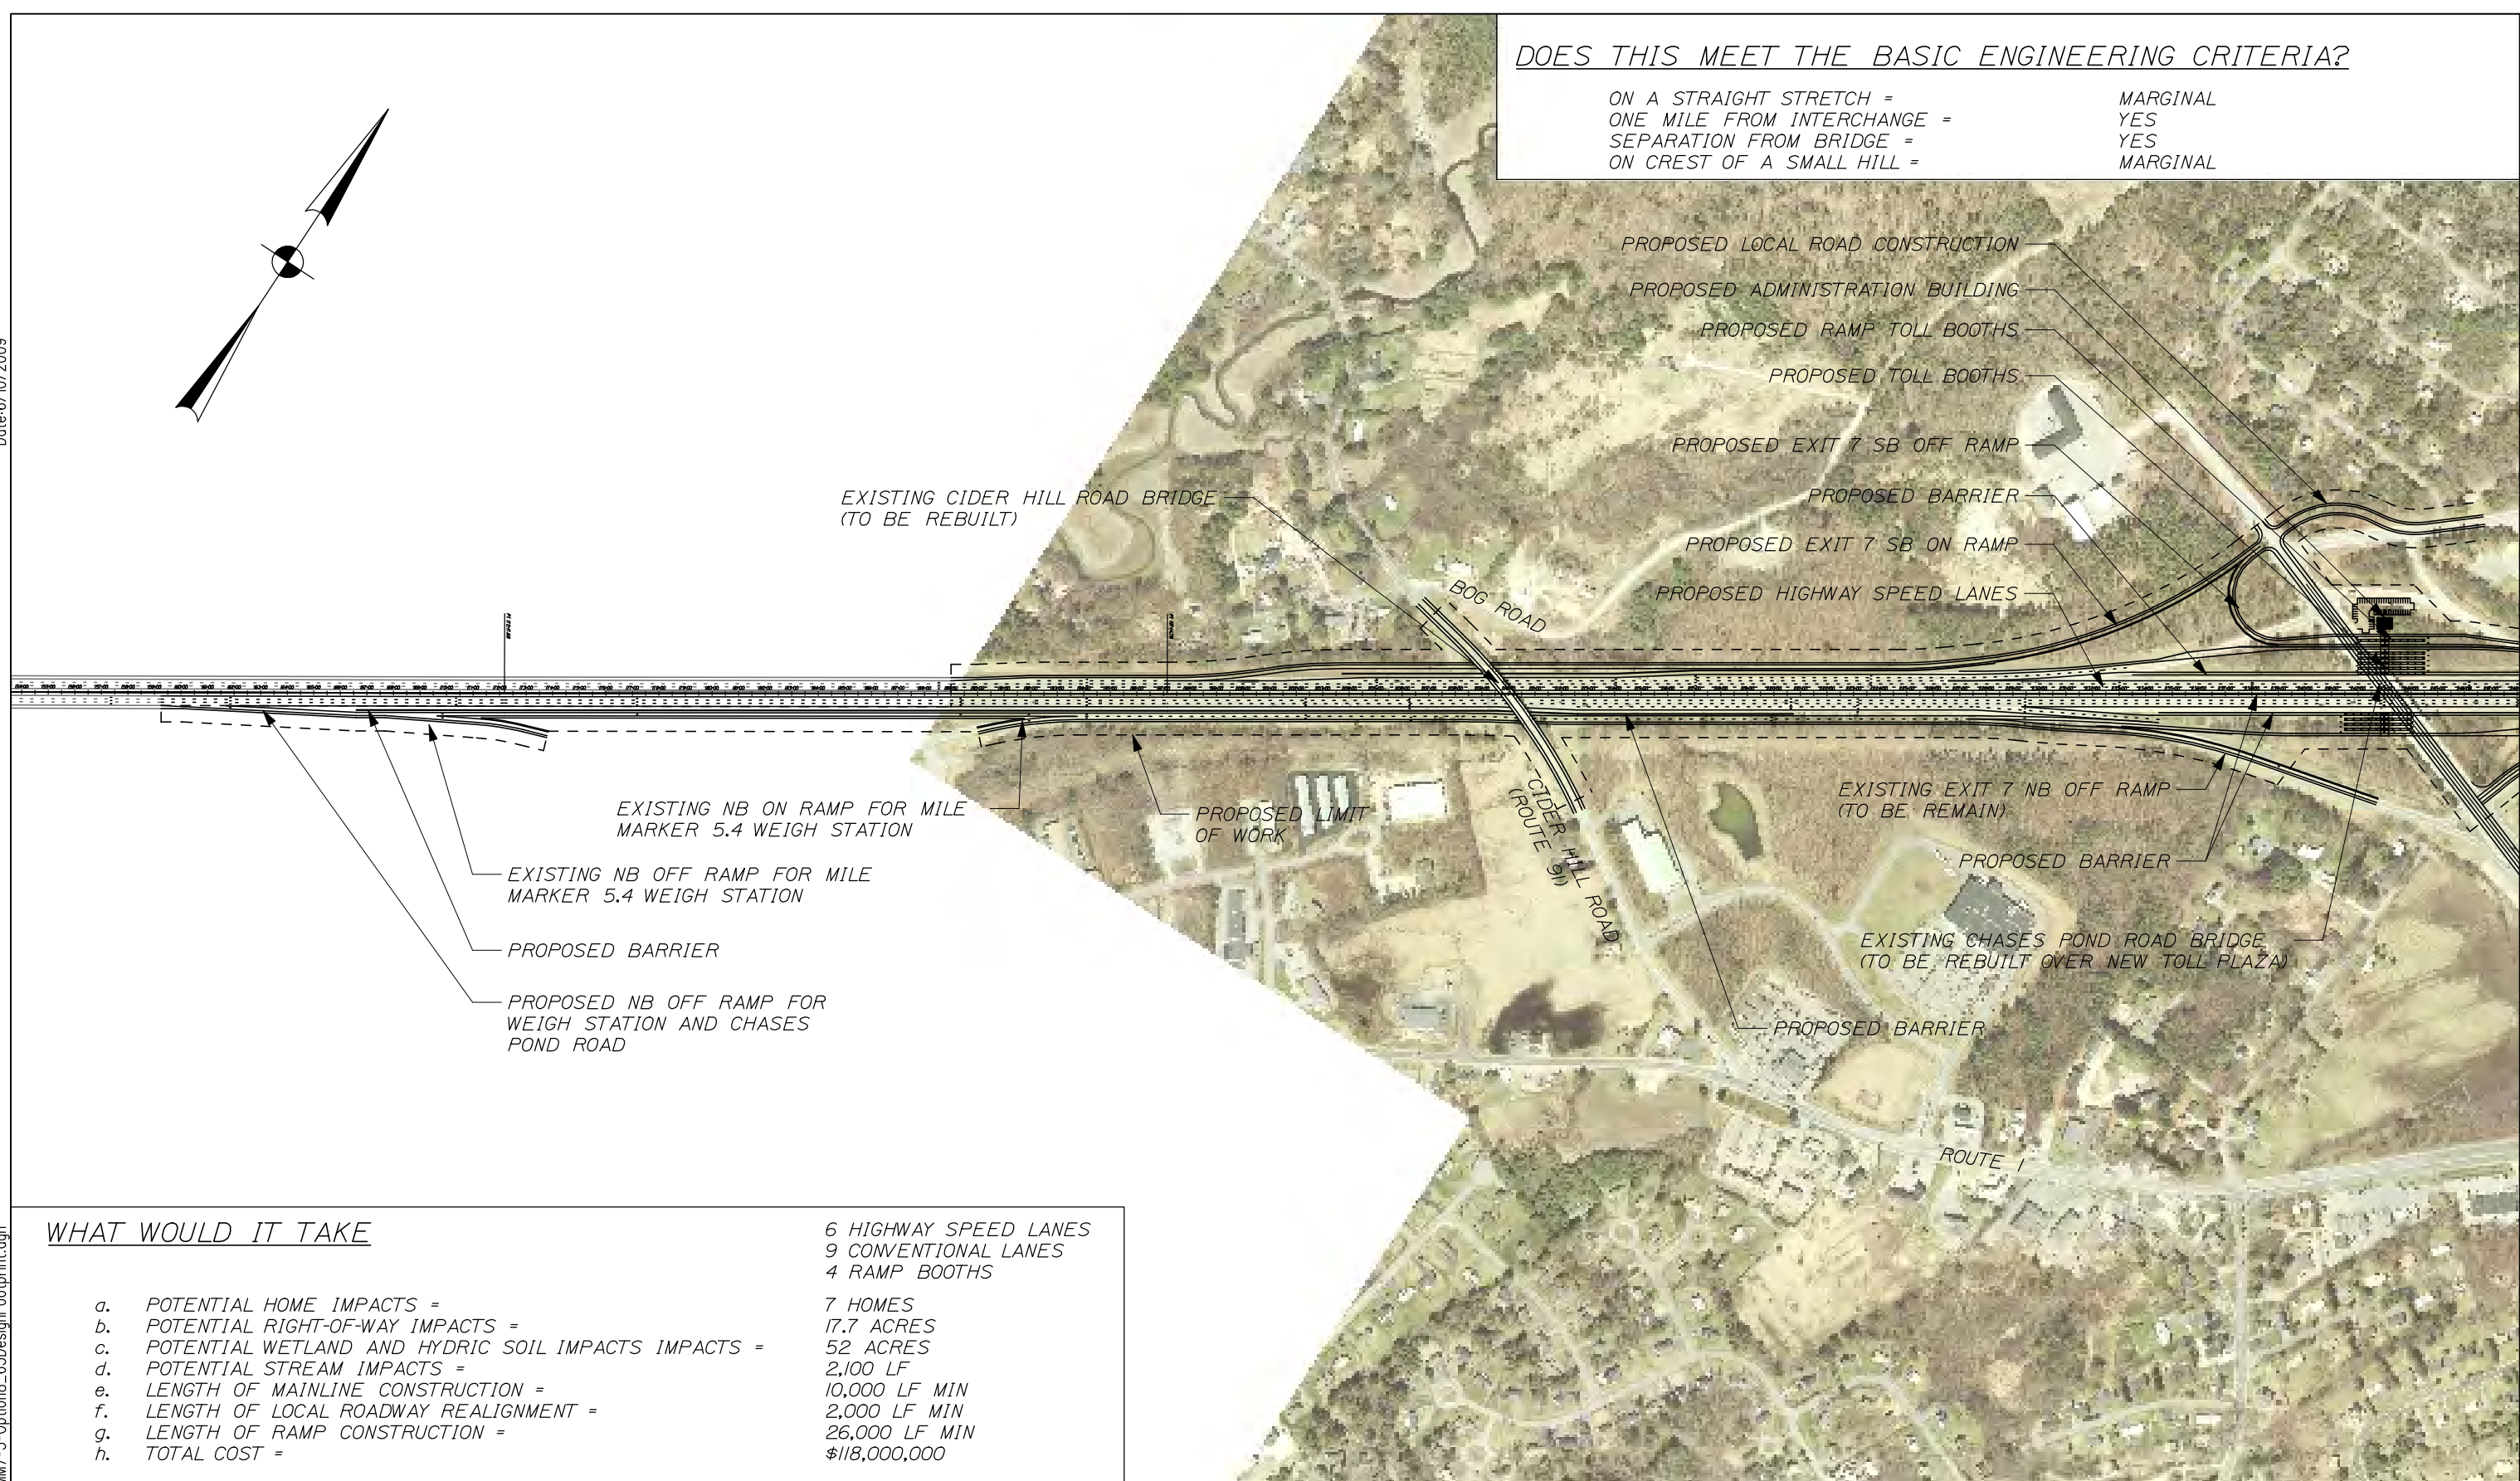 DOES THIS MEET THE BASIC ENGINEERING CRITERIA?
ON A STRAIGHT STRETCH = MARGINAL
ONE MILE FROM INTERCHANGE = YES
SEPARATION FROM BRIDGE = YES
ON CREST OF A SMALL HILL = MARGINAL
PROPOSED LOCAL ROAD CONSTRUCTION
PROPOSED ADMINISTRATION BUILDING
PROPOSED RAMP TOLL BOOTHS
PROPOSED TOLL BOOTHS
PROPOSED EXIT 7 SB OFF RAMP
PROPOSED BARRIER
PROPOSED EXIT 7 SB ON RAMP
PROPOSED HIGHWAY SPEED LANES
EXISTING CIDER HILL ROAD BRIDGE
(TO BE REBUILT)
BOG ROAD
EXISTING NB ON RAMP FOR MILE
MARKER 5.4 WEIGH STATION
EXISTING NB OFF RAMP FOR MILE
MARKER 5.4 WEIGH STATION
PROPOSED BARRIER
PROPOSED NB OFF RAMP FOR
WEIGH STATION AND CHASES
POND ROAD
PROPOSED LIMIT
OF WORK
CIDER HILL ROAD
(ROUTE 91)
EXISTING EXIT 7 NB OFF RAMP
(TO BE REMAIN)
PROPOSED BARRIER
EXISTING CHASES POND ROAD BRIDGE
(TO BE REBUILT OVER NEW TOLL PLAZA)
PROPOSED BARRIER
ROUTE 1
WHAT WOULD IT TAKE
6 HIGHWAY SPEED LANES
9 CONVENTIONAL LANES
4 RAMP BOOTHS
a. POTENTIAL HOME IMPACTS = 7 HOMES
b. POTENTIAL RIGHT-OF-WAY IMPACTS = 17.7 ACRES
c. POTENTIAL WETLAND AND HYDRIC SOIL IMPACTS IMPACTS = 52 ACRES
d. POTENTIAL STREAM IMPACTS = 2,100 LF
e. LENGTH OF MAINLINE CONSTRUCTION = 10,000 LF MIN
f. LENGTH OF LOCAL ROADWAY REALIGNMENT = 2,000 LF MIN
g. LENGTH OF RAMP CONSTRUCTION = 26,000 LF MIN
h. TOTAL COST = $118,000,000